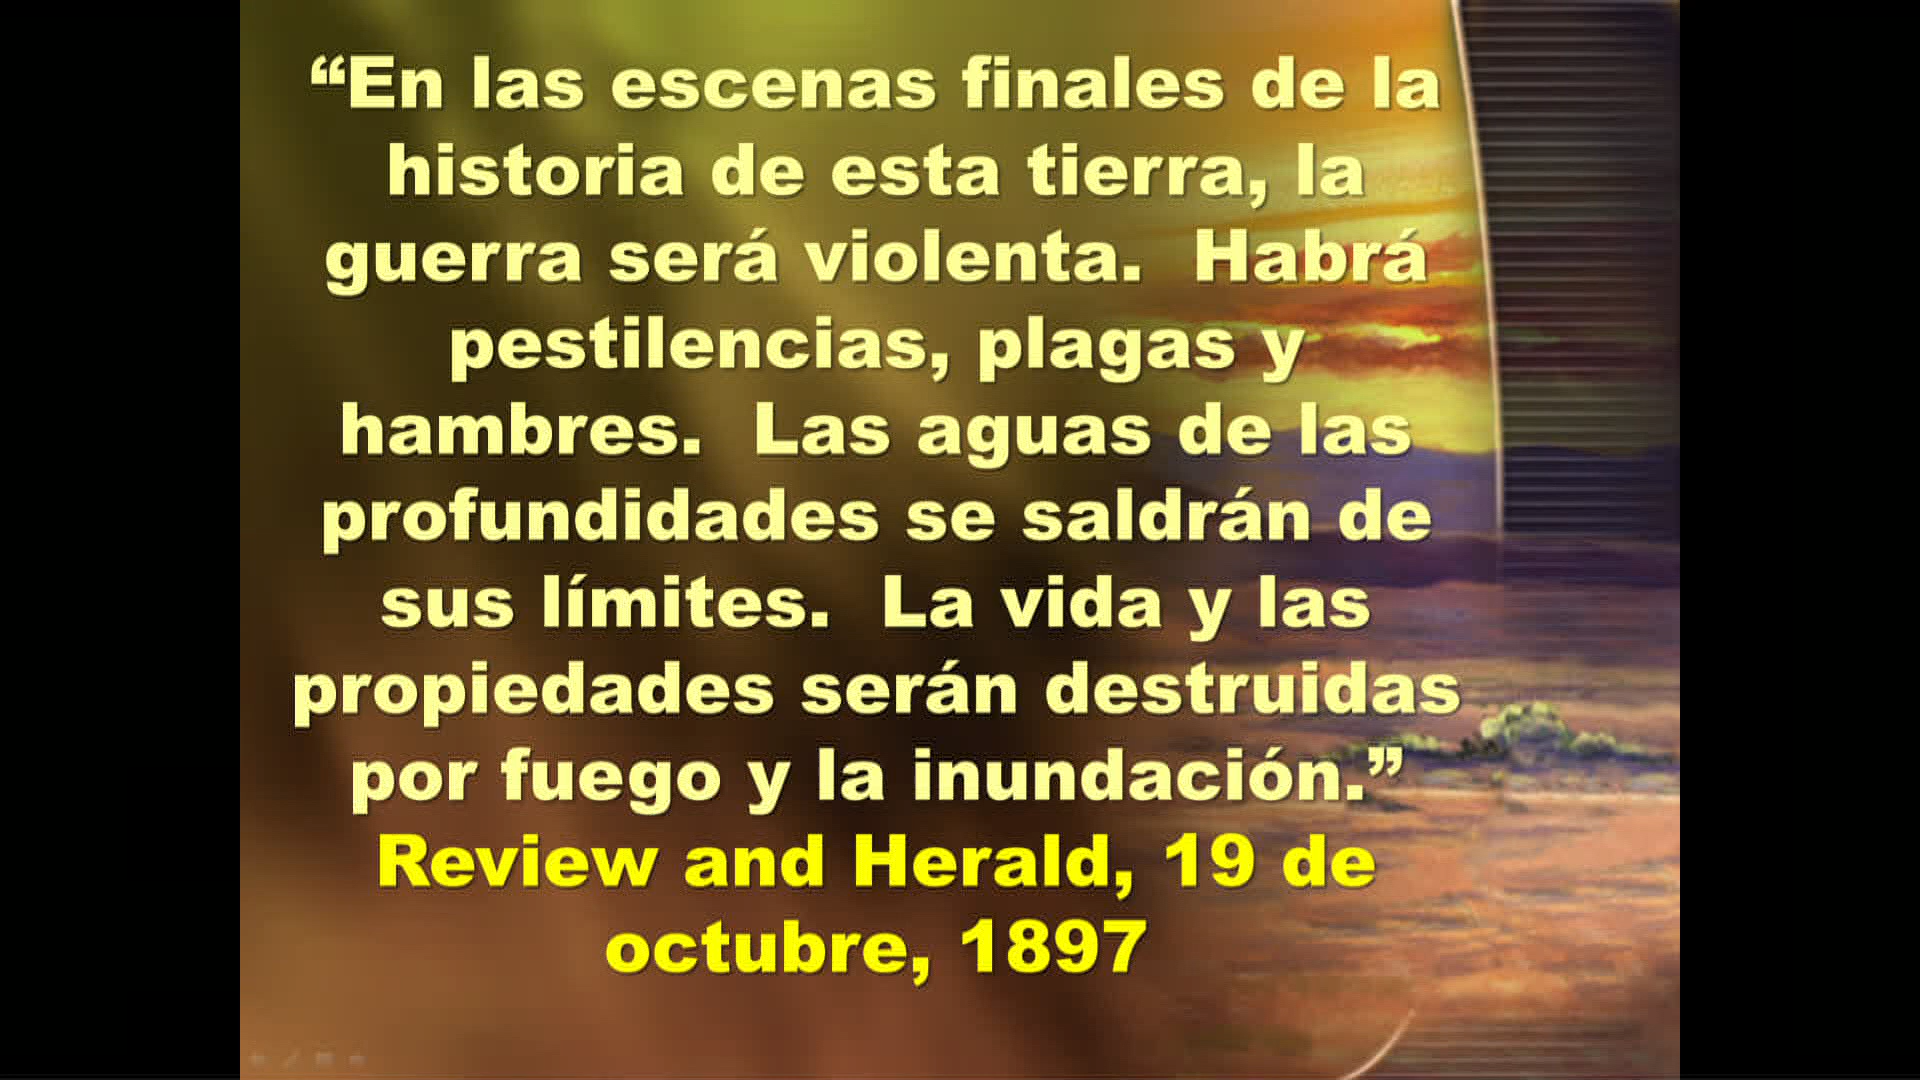 “En las escenas finales de la
historia de esta tierra, la
guerra será violenta.  Habrá
pestilencias, plagas y
hambres.  Las aguas de las
profundidades se saldrán de
sus límites.  La vida y las
propiedades serán destruidas
por fuego y la inundación.”
Review and Herald, 19 de
octubre, 1897